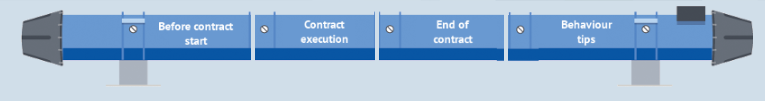 Before contract
start
Contract
execution
End of
contract
Behaviour
tips